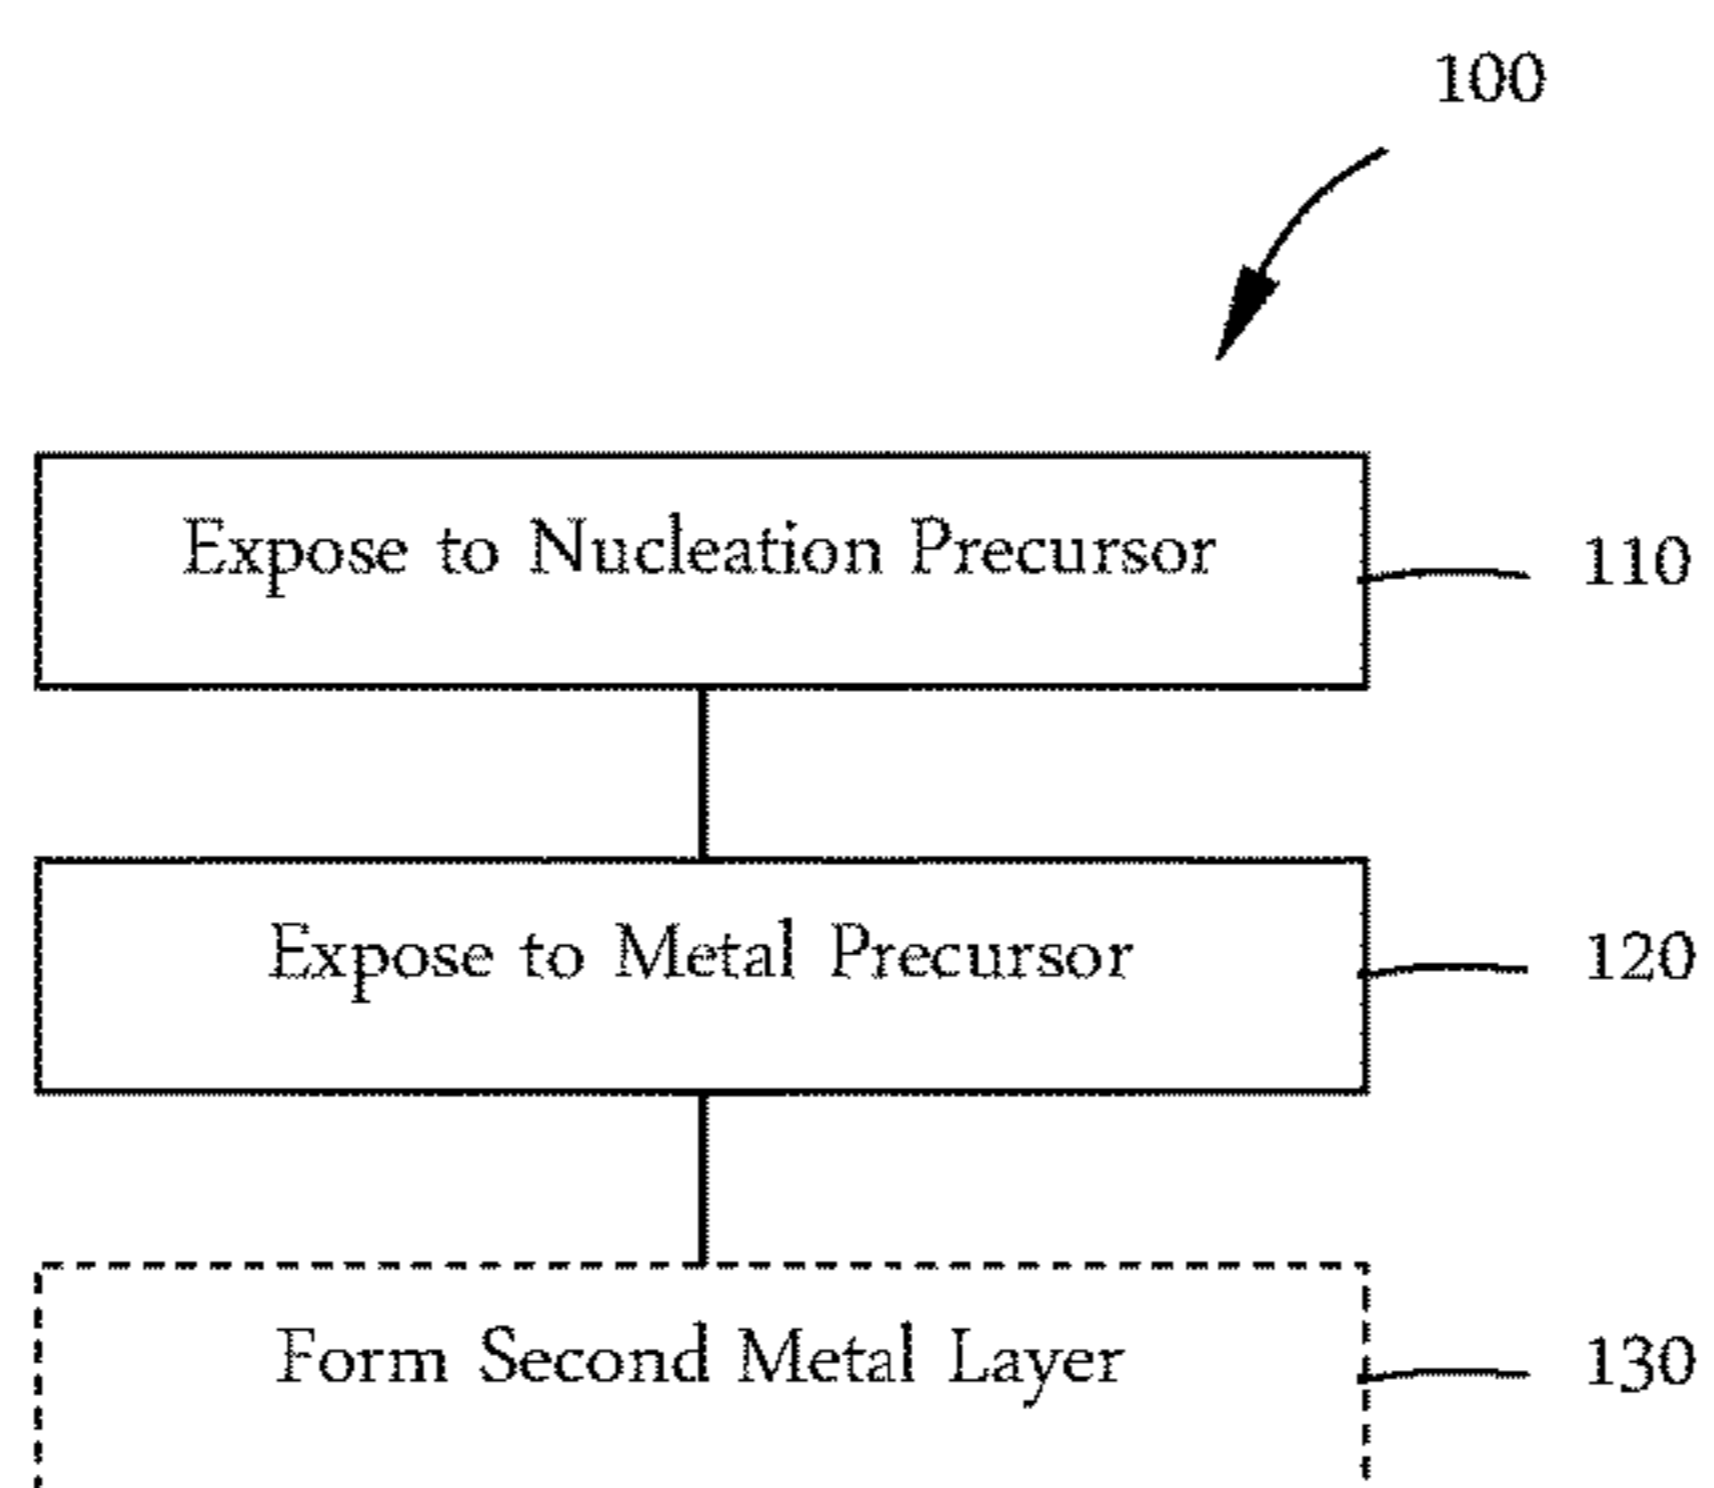 100
Expose to Nucleation Precursor
110
Expose to Metal Precursor
120
Form Second Metal Layer
130